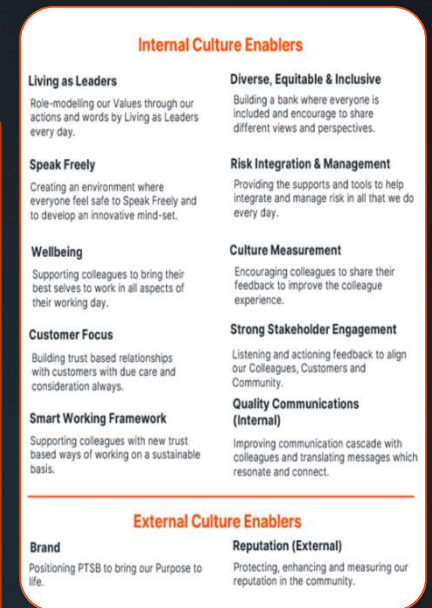 Internal Culture Enablers
Living as Leaders
Role-modelling our Values through our
actions and words by Living as Leaders
every day.
Speak Freely
Creating an environment where
everyone feel safe to Speak Freely and
to develop an innovative mind-set.
Wellbeing
Supporting colleagues to bring their
best selves to work in all aspects of
their working day.
Customer Focus
Building trust based relationships
with customers with due care and
consideration always.
Smart Working Framework
Supporting colleagues with new trust
based ways of working on a sustainable
basis.
Diverse, Equitable & Inclusive
Building a bank where everyone is
included and encourage to share
different views and perspectives.
Risk Integration & Management
Providing the supports and tools to help
integrate and manage risk in all that we do
every day.
Culture Measurement
Encouraging colleagues to share their
feedback to improve the colleague
experience.
Strong Stakeholder Engagement
Listening and actioning feedback to align
our Colleagues, Customers and
Community.
Quality Communications
(Internal)
Improving communication cascade with
colleagues and translating messages which
resonate and connect.
External Culture Enablers
Brand
Positioning PTSB to bring our Purpose to
life.
Reputation (External)
Protecting, enhancing and measuring our
reputation in the community.